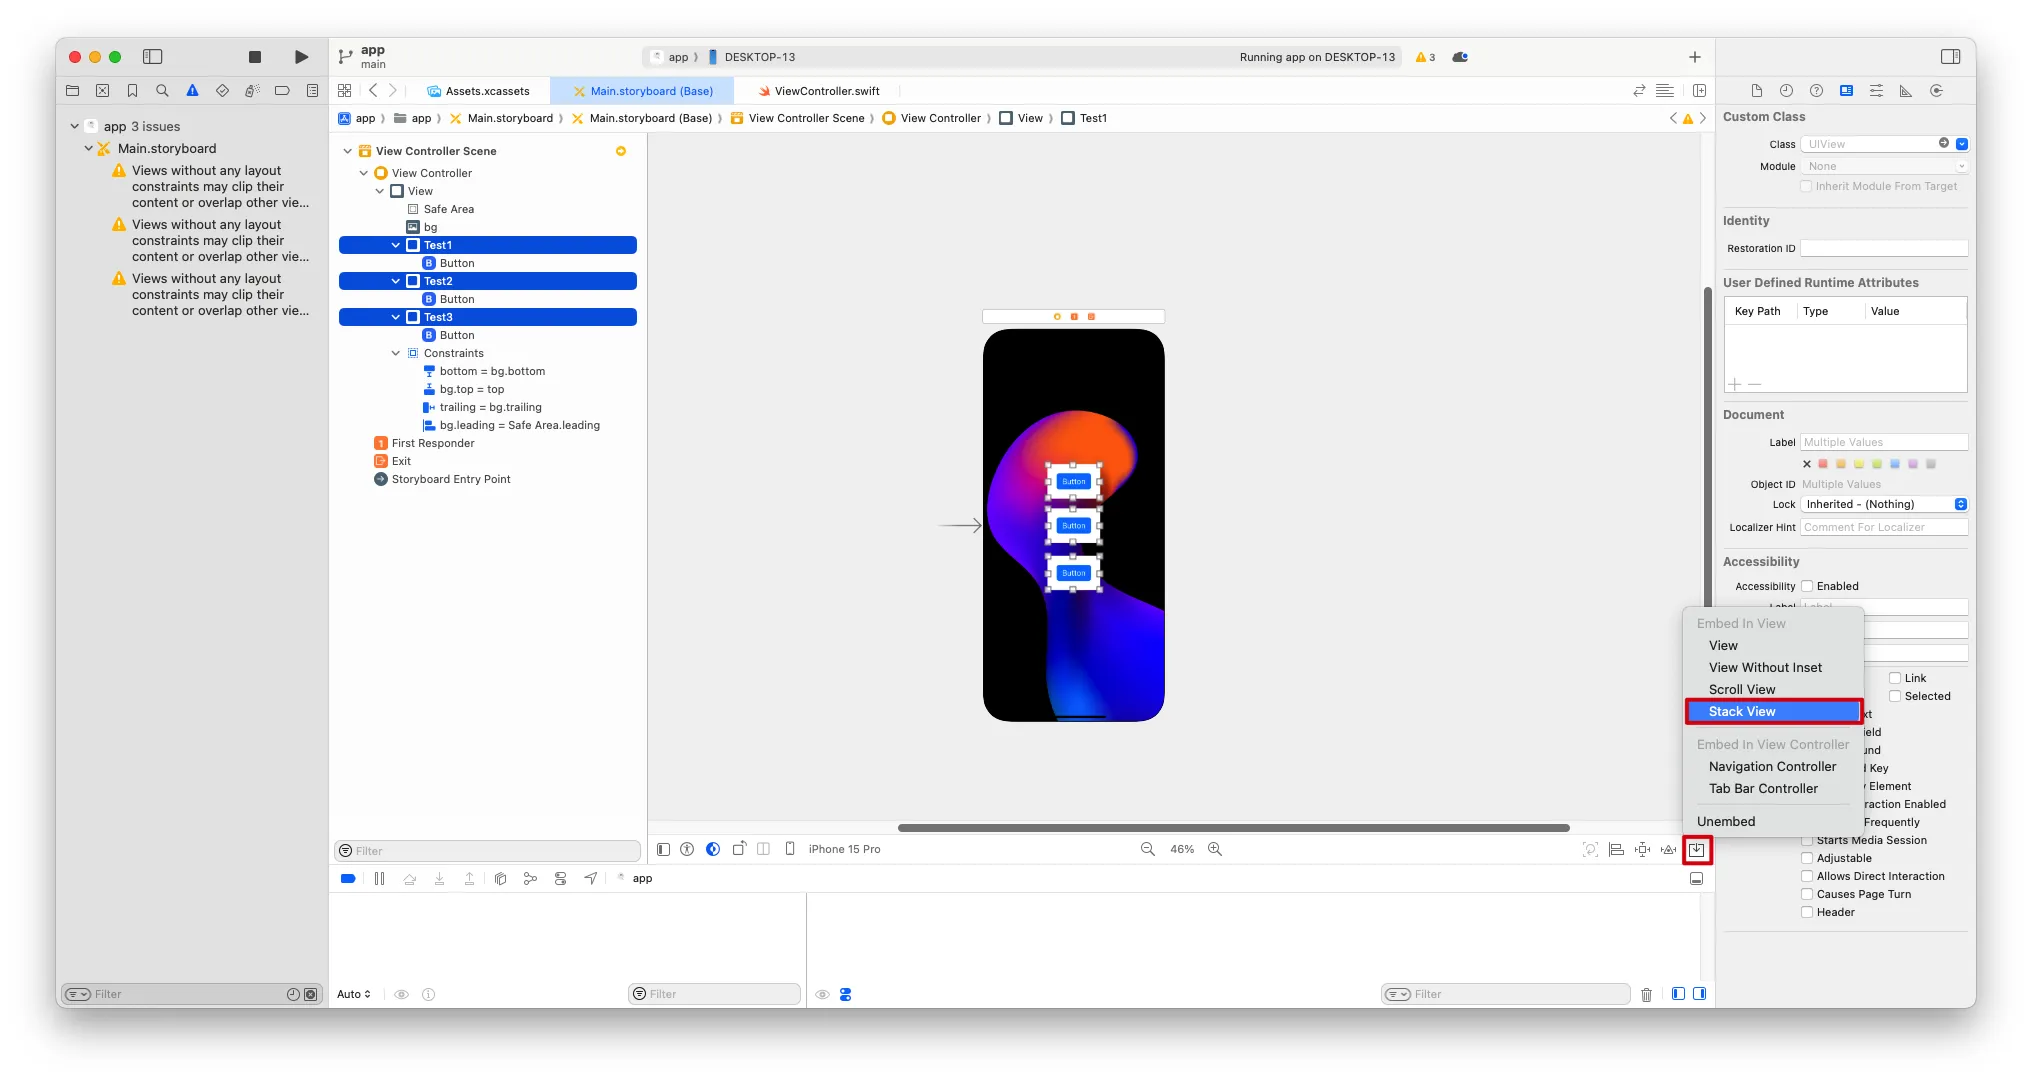 app
main
app
DESKTOP-13
Running app on DESKTOP-13
3
Assets.xcassets
Main.storyboard (Base)
ViewController.swift
app
app
Main.storyboard
Main.storyboard (Base)
View Controller Scene
View Controller
View
Test1
app 3 issues
Main.storyboard
Views without any layout
constraints may clip their
content or overlap other vie...
Views without any layout
constraints may clip their
content or overlap other vie...
Views without any layout
constraints may clip their
content or overlap other vie...
Filter
View Controller Scene
View Controller
View
Safe Area
bg
Test1
B Button
Test2
B Button
Test3
B Button
Constraints
bottom = bg.bottom
bg.top = top
trailing = bg.trailing
bg.leading = Safe Area.leading
1 First Responder
Exit
Storyboard Entry Point
Filter
Button
Button
Button
iPhone 15 Pro
46%
app
Auto
Filter
Filter
Custom Class
Class UIView
Module None
Inherit Module From Target
Identity
Restoration ID
User Defined Runtime Attributes
Key Path Type Value
Document
Label Multiple Values
Object ID Multiple Values
Lock Inherited - (Nothing)
Localizer Hint Comment For Localizer
Accessibility
Accessibility Enabled
Embed In View
View
View Without Inset
Scroll View
Stack View
Embed In View Controller
Navigation Controller
Tab Bar Controller
Unembed
Link
Selected
xt
ield
und
Key
Element
raction Enabled
Frequently
Starts Media Session
Adjustable
Allows Direct Interaction
Causes Page Turn
Header